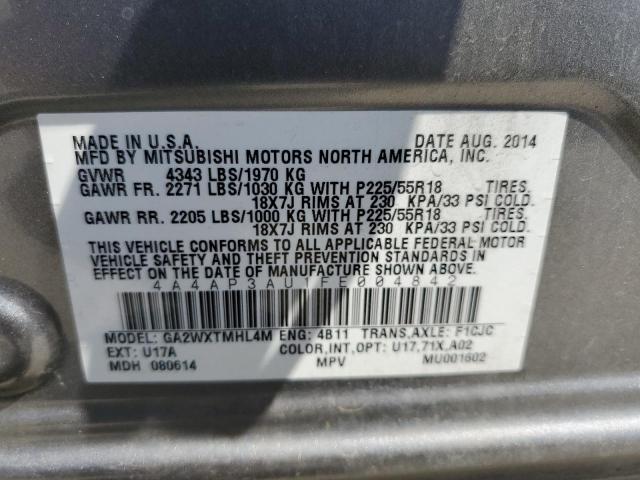 MADE IN U.S.A. DATE AUG. 2014
MFD BY MITSUBISHI MOTORS NORTH AMERICA, INC.
GVWR 4343 LBS/1970 KG
GAWR FR. 2271 LBS/1030 KG WITH P225/55R18 TIRES.
18X7J RIMS AT 230 KPA/33 PSI COLD.
GAWR RR. 2205 LBS/1000 KG WITH P225/55R18 TIRES.
18X7J RIMS AT 230 KPA/33 PSI COLD.
THIS VEHICLE CONFORMS TO ALL APPLICABLE FEDERAL MOTOR
VEHICLE SAFETY AND THEFT PREVENTION STANDARDS IN
EFFECT ON THE DATE OF MANUFACTURE SHOWN ABOVE.
4A4AP3AU1FE004842
MODEL: GA2WXTMHL4M ENG: 4B11 TRANS,AXLE: F1CJC
EXT: U17A COLOR,INT,OPT: U17,71X,A02
MDH 080614 MPV MU001602